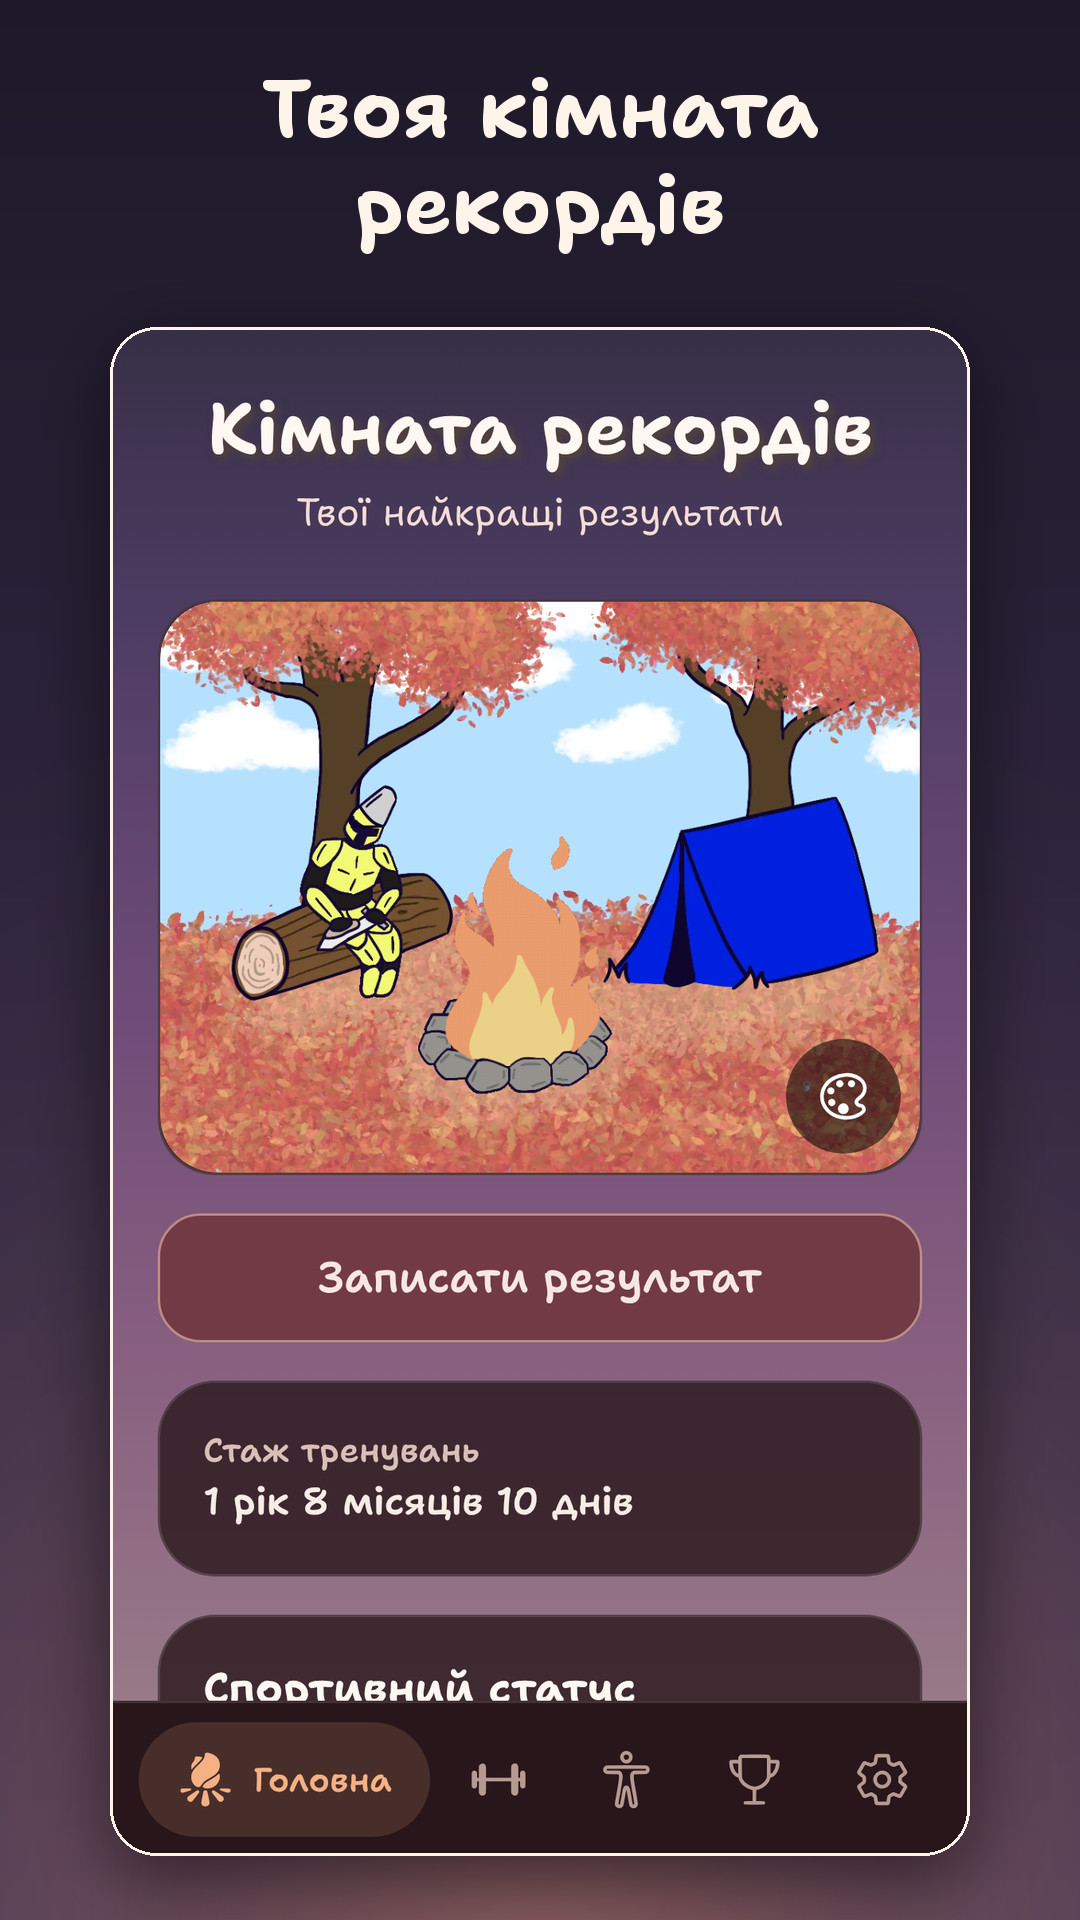 Твоя кімната
рекордів
Кімната рекордів
Твої найкращі результати
Записати результат
Стаж тренувань
1 рік 8 місяців 10 днів
Спортивний статус
Головна